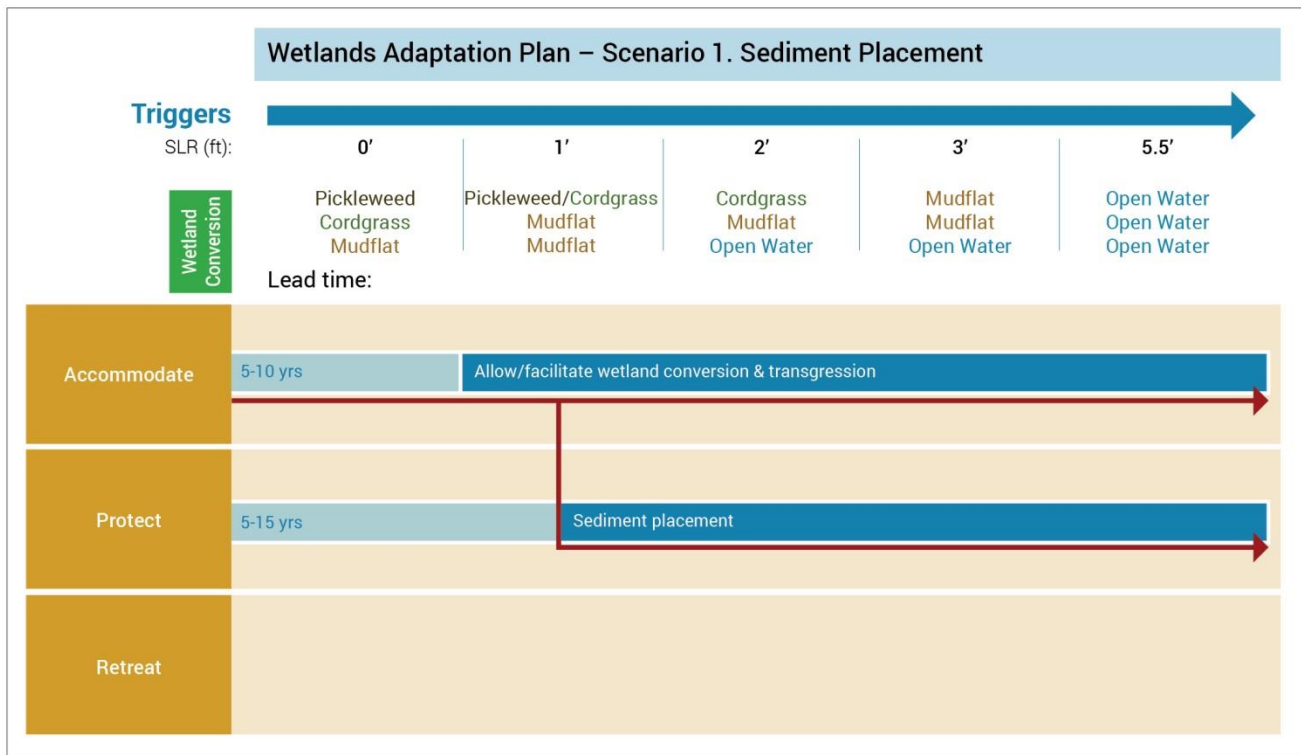 Wetlands Adaptation Plan – Scenario 1. Sediment Placement
Triggers
SLR (ft): 0’ 1’ 2’ 3’ 5.5’
Wetland
Conversion
Pickleweed Pickleweed/Cordgrass Cordgrass Mudflat Open Water
Cordgrass Mudflat Mudflat Mudflat Open Water
Mudflat Mudflat Open Water Open Water Open Water
Lead time:
Accommodate 5-10 yrs Allow/facilitate wetland conversion & transgression
Protect 5-15 yrs Sediment placement
Retreat